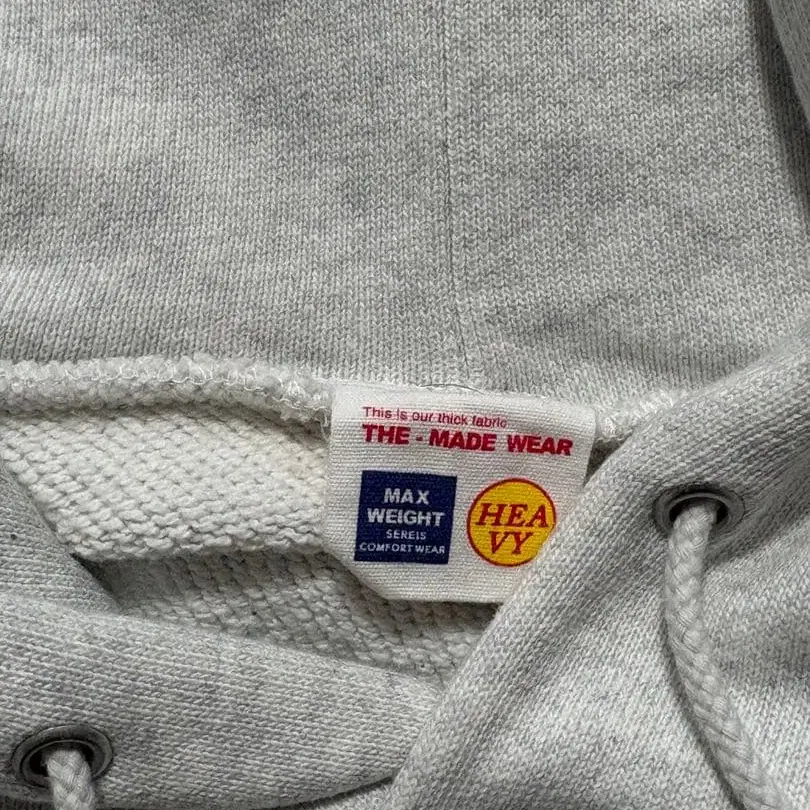 This is our thick fabric
THE - MADE WEAR
MAX
WEIGHT
SEREIS
COMFORT WEAR
HEA
VY